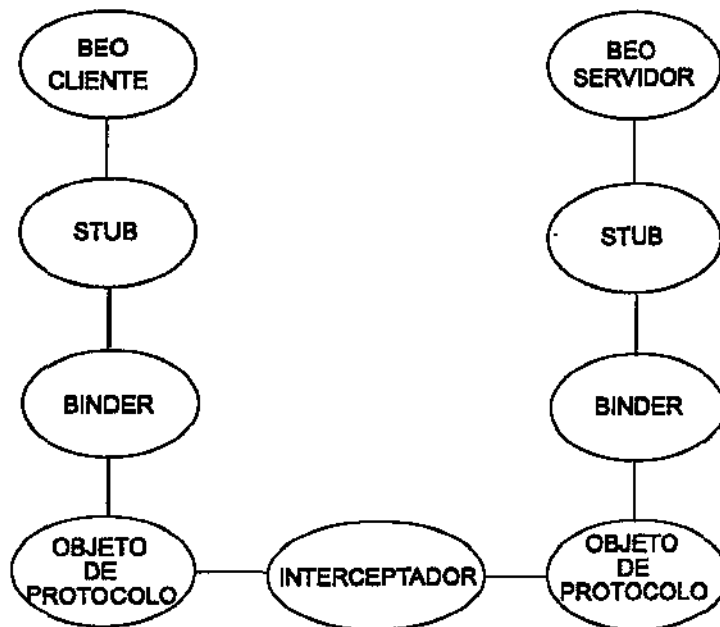 BEO
CLIENTE
BEO
SERVIDOR
STUB
STUB
BINDER
BINDER
OBJETO
DE
PROTOCOLO
INTERCEPTADOR
OBJETO
DE
PROTOCOLO